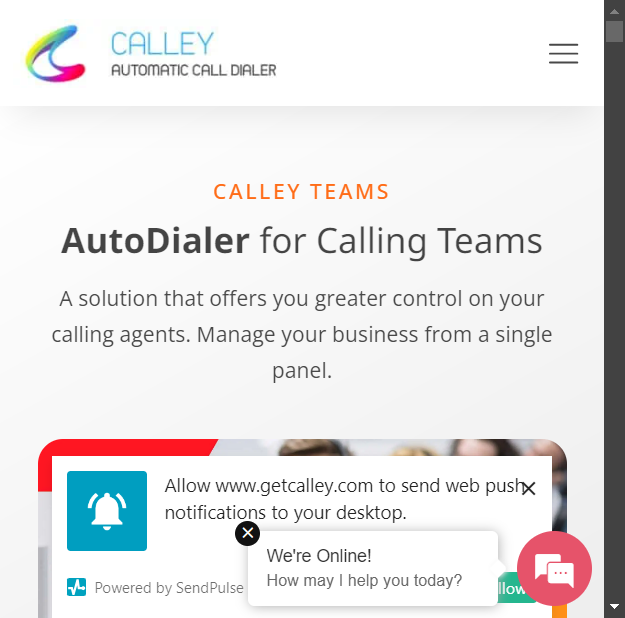 CALLEY
AUTOMATIC CALL DIALER
CALLEY TEAMS
AutoDialer for Calling Teams
A solution that offers you greater control on your
calling agents. Manage your business from a single
panel.
Allow www.getcalley.com to send web push
notifications to your desktop.
We're Online!
How may I help you today?
Powered by SendPulse